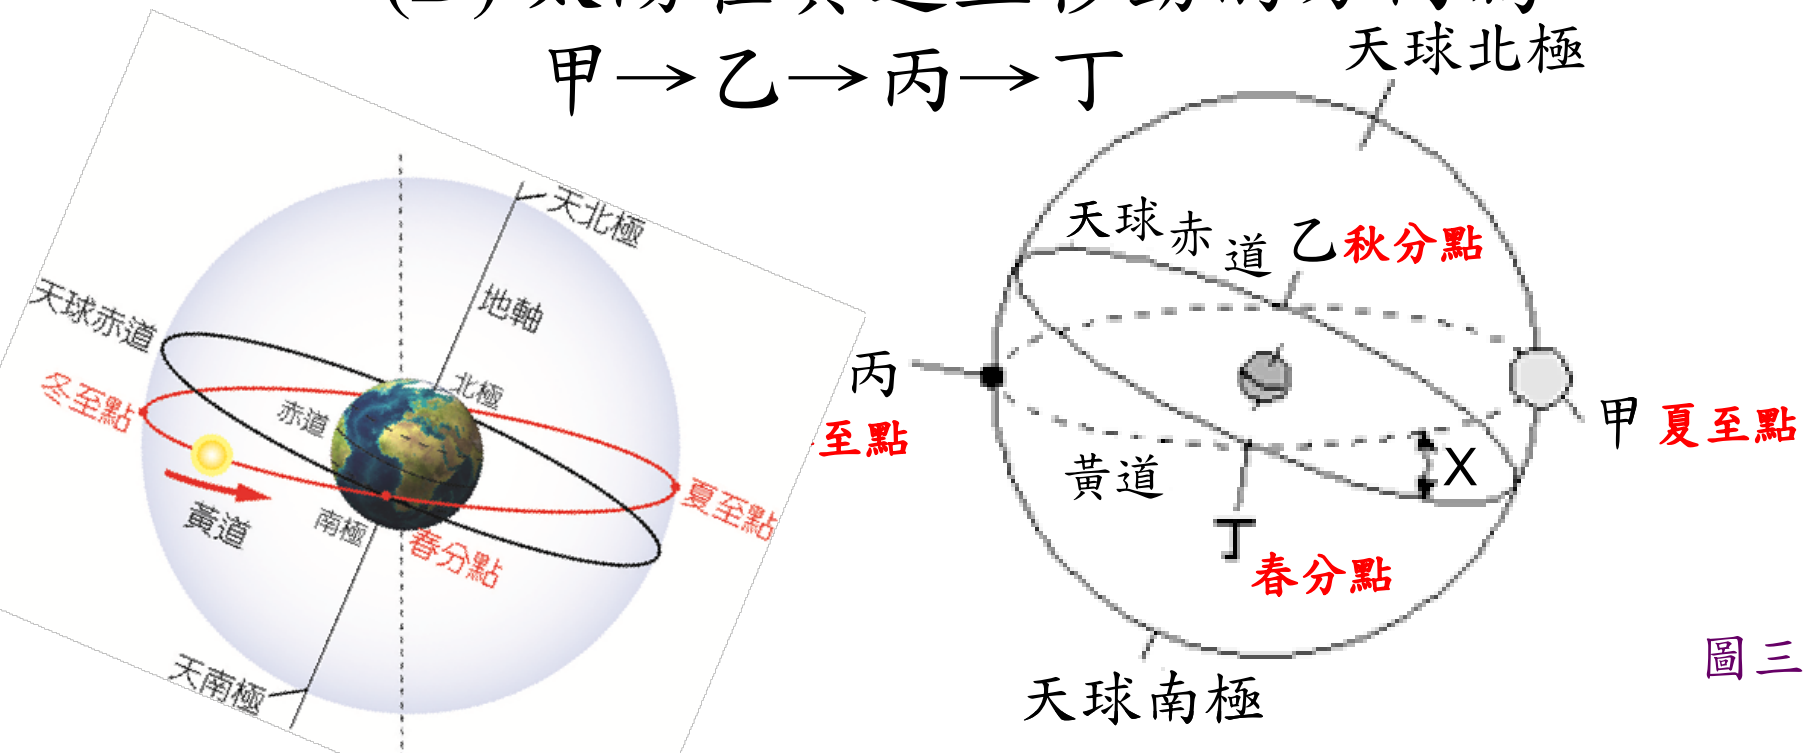 甲→乙→丙→丁
天球北極
天北極
地軸
天球赤道
北極
冬至點
赤道
黃道
南極
春分點
夏至點
天南極
天球赤道
乙秋分點
丙
至點
甲 夏至點
黃道
X
丁
春分點
天球南極
圖三